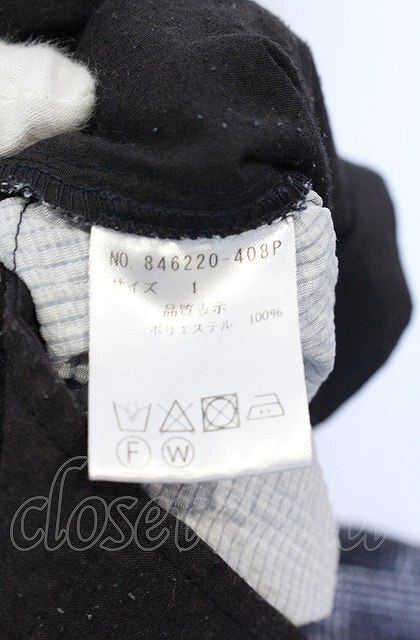 NO. 846220-408P
サイズ 1
品質表示
ポリエステル 100%
F W
closet